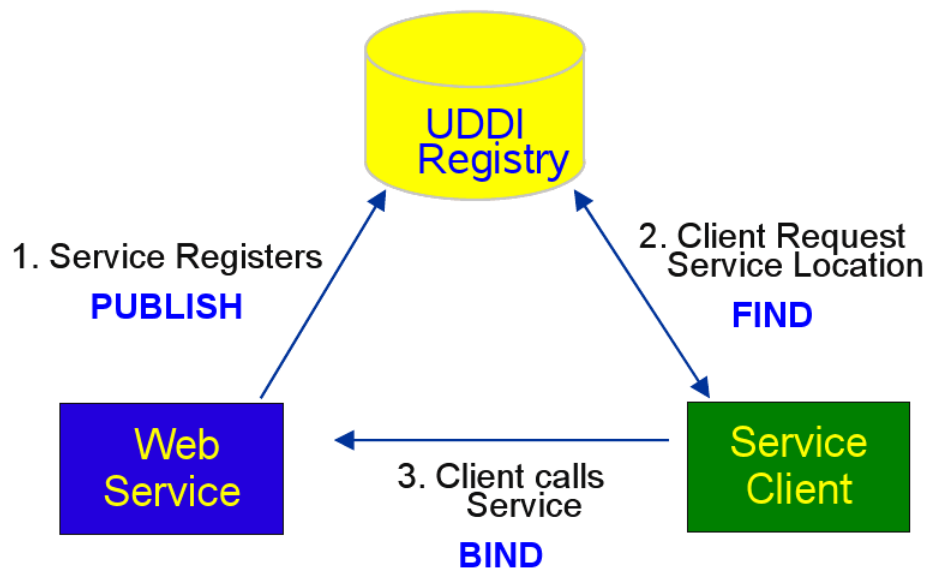 UDDI
Registry
1. Service Registers
PUBLISH
2. Client Request
Service Location
FIND
Web
Service
3. Client calls
Service
BIND
Service
Client